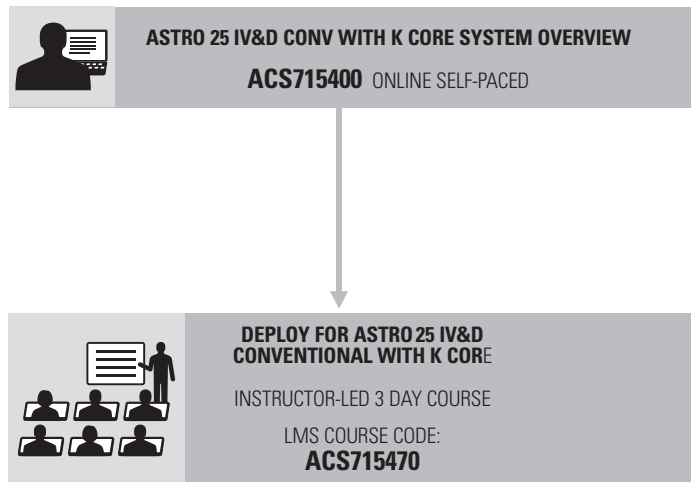 ASTRO 25 IV&D CONV WITH K CORE SYSTEM OVERVIEW
ACS715400 ONLINE SELF-PACED
DEPLOY FOR ASTRO 25 IV&D
CONVENTIONAL WITH K CORE
INSTRUCTOR-LED 3 DAY COURSE
LMS COURSE CODE:
ACS715470